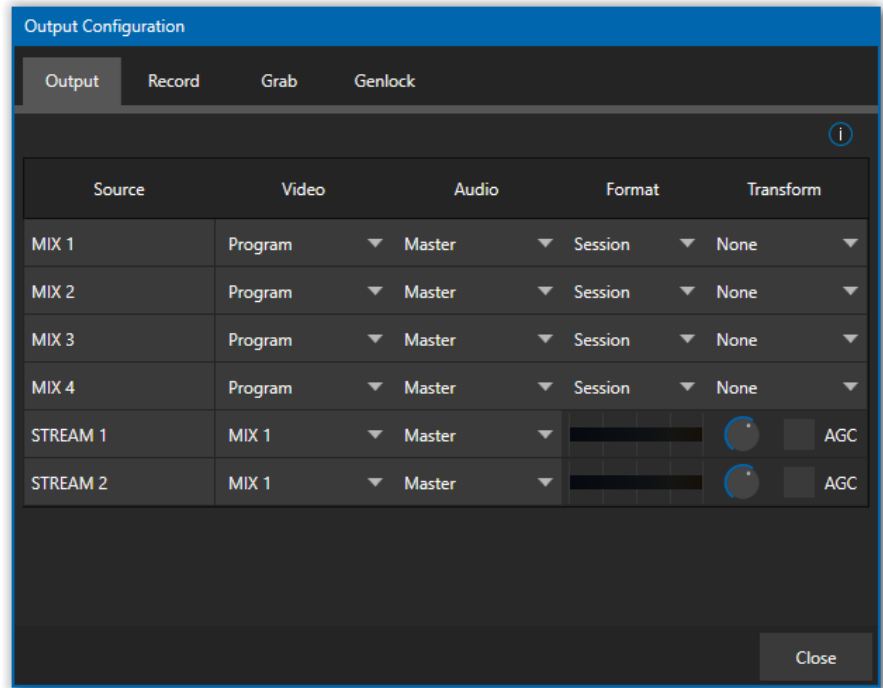 Output Configuration
Output Record Grab Genlock
i
Source Video Audio Format Transform
MIX 1 Program Master Session None
MIX 2 Program Master Session None
MIX 3 Program Master Session None
MIX 4 Program Master Session None
STREAM 1 MIX 1 Master AGC
STREAM 2 MIX 1 Master AGC
Close